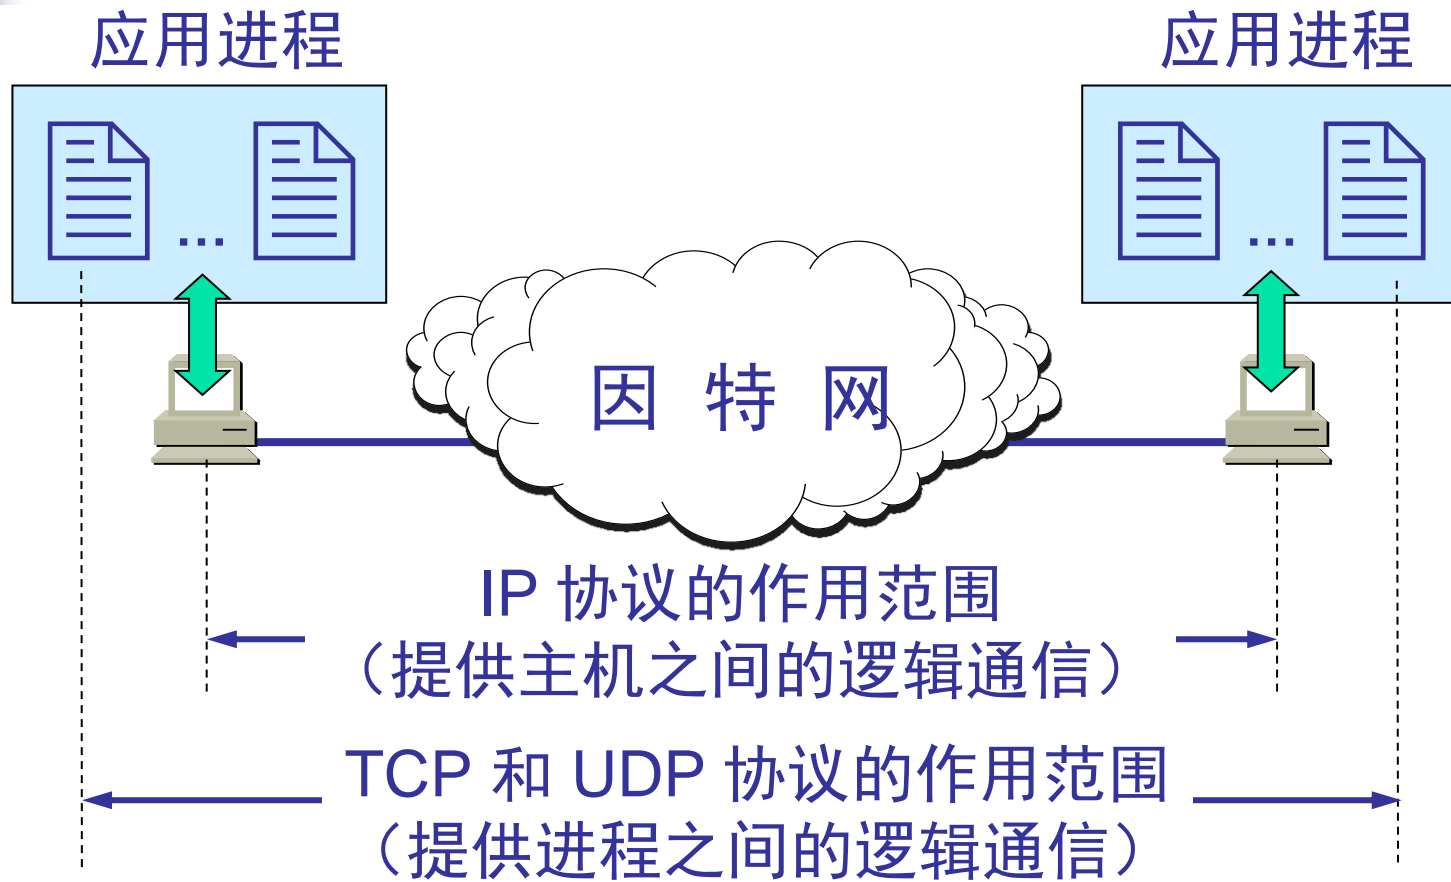 应用进程
应用进程
...
...
因 特 网
IP 协议的作用范围
（提供主机之间的逻辑通信）
TCP 和 UDP 协议的作用范围
（提供进程之间的逻辑通信）